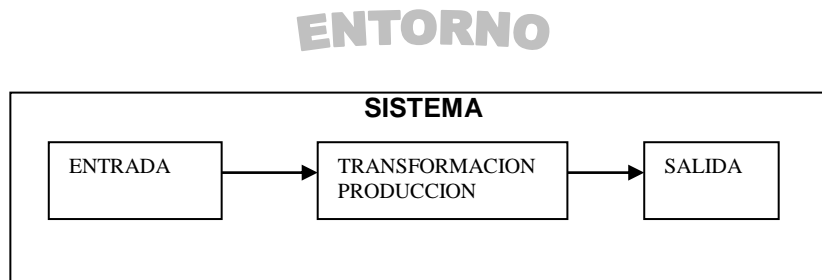 ENTORNO
SISTEMA
ENTRADA
TRANSFORMACION
PRODUCCION
SALIDA